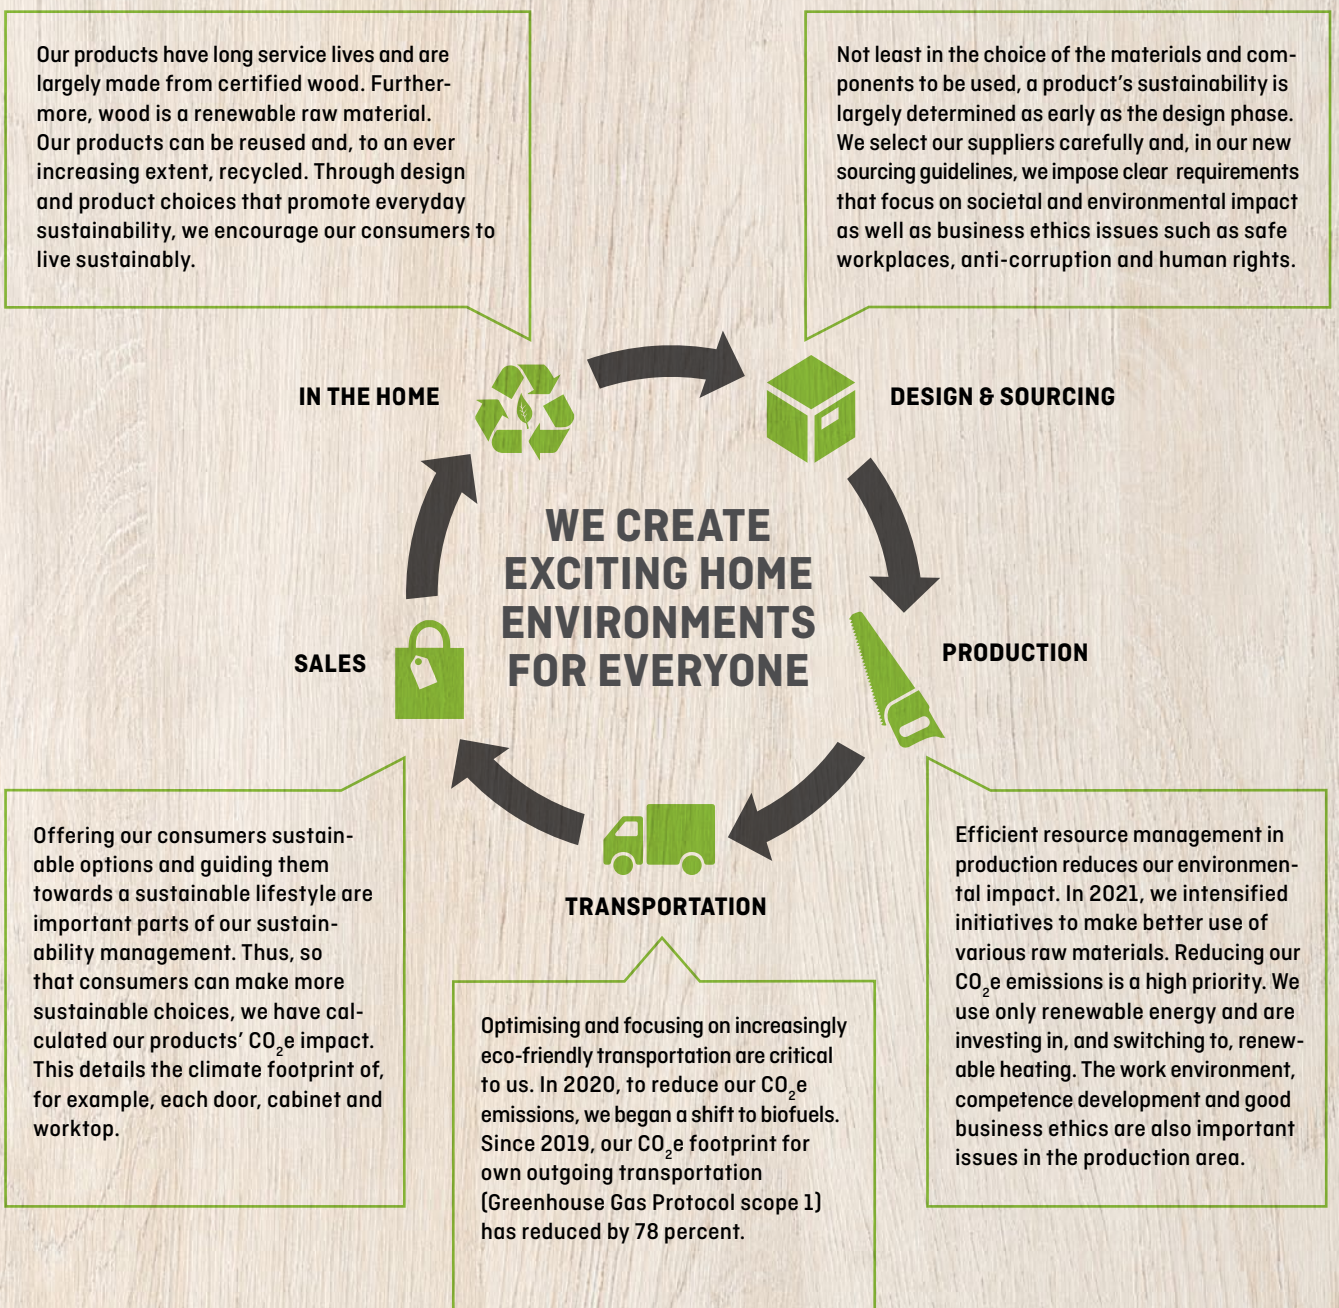 Our products have long service lives and are
largely made from certified wood. Further-
more, wood is a renewable raw material.
Our products can be reused and, to an ever
increasing extent, recycled. Through design
and product choices that promote everyday
sustainability, we encourage our consumers to
live sustainably.
Not least in the choice of the materials and com-
ponents to be used, a product's sustainability is
largely determined as early as the design phase.
We select our suppliers carefully and, in our new
sourcing guidelines, we impose clear requirements
that focus on societal and environmental impact
as well as business ethics issues such as safe
workplaces, anti-corruption and human rights.
IN THE HOME
DESIGN & SOURCING
WE CREATE
EXCITING HOME
ENVIRONMENTS
FOR EVERYONE
SALES
PRODUCTION
TRANSPORTATION
Offering our consumers sustain-
able options and guiding them
towards a sustainable lifestyle are
important parts of our sustain-
ability management. Thus, so
that consumers can make more
sustainable choices, we have cal-
culated our products' CO₂e impact.
This details the climate footprint of,
for example, each door, cabinet and
worktop.
Optimising and focusing on increasingly
eco-friendly transportation are critical
to us. In 2020, to reduce our CO₂e
emissions, we began a shift to biofuels.
Since 2019, our CO₂e footprint for
own outgoing transportation
(Greenhouse Gas Protocol scope 1)
has reduced by 78 percent.
Efficient resource management in
production reduces our environmen-
tal impact. In 2021, we intensified
initiatives to make better use of
various raw materials. Reducing our
CO₂e emissions is a high priority. We
use only renewable energy and are
investing in, and switching to, renew-
able heating. The work environment,
competence development and good
business ethics are also important
issues in the production area.